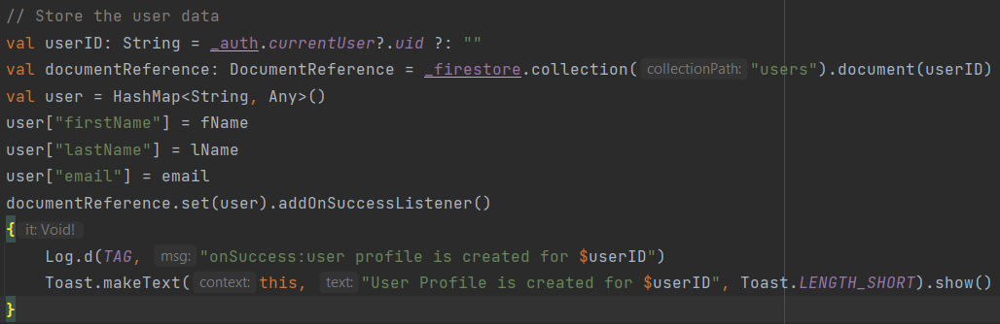 // Store the user data
val userID: String = _auth.currentUser?.uid ?: ""
val documentReference: DocumentReference = _firestore.collection( collectionPath: "users").document(userID)
val user = HashMap<String, Any>()
user["firstName"] = fName
user["lastName"] = lName
user["email"] = email
documentReference.set(user).addOnSuccessListener()
{ it: Void!
    Log.d(TAG, msg: "onSuccess:user profile is created for $userID")
    Toast.makeText( context: this, text: "User Profile is created for $userID", Toast.LENGTH_SHORT).show()
}